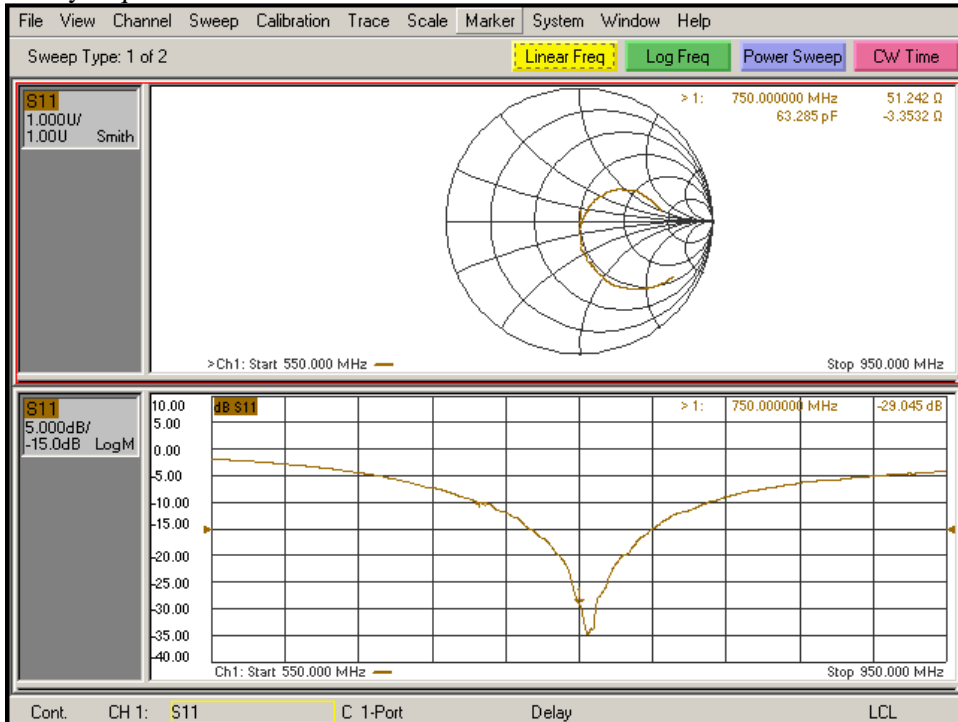 File View Channel Sweep Calibration Trace Scale Marker System Window Help
Sweep Type: 1 of 2 Linear Freq Log Freq Power Sweep CW Time
S11
1.000U/
1.00U Smith
> 1: 750.000000 MHz 51.242 Ω
63.285 pF -3.3532 Ω
>Ch1: Start 550.000 MHz Stop 950.000 MHz
S11
5.000dB/
-15.0dB LogM
10.00
5.00
0.00
-5.00
-10.00
-15.00
-20.00
-25.00
-30.00
-35.00
-40.00
dB S11
> 1: 750.000000 MHz -29.045 dB
Ch1: Start 550.000 MHz Stop 950.000 MHz
Cont. CH 1: S11 C 1-Port Delay LCL